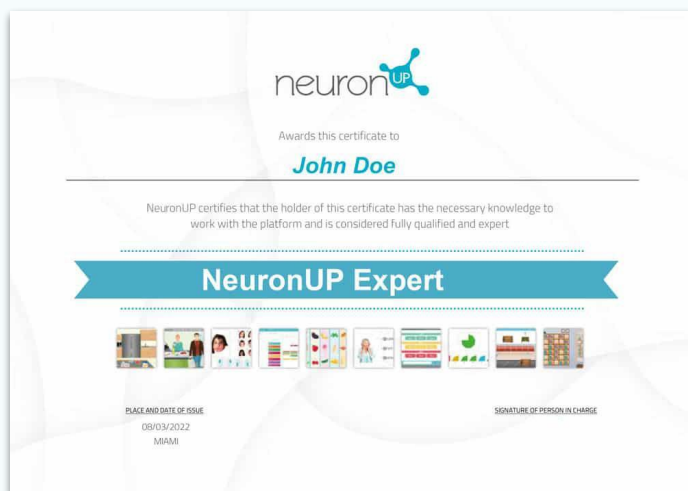 neuronUP
Awards this certificate to
John Doe
NeuronUP certifies that the holder of this certificate has the necessary knowledge to
work with the platform and is considered fully qualified and expert
NeuronUP Expert
PLACE AND DATE OF ISSUE
SIGNATURE OF PERSON IN CHARGE
08/03/2022
MIAMI